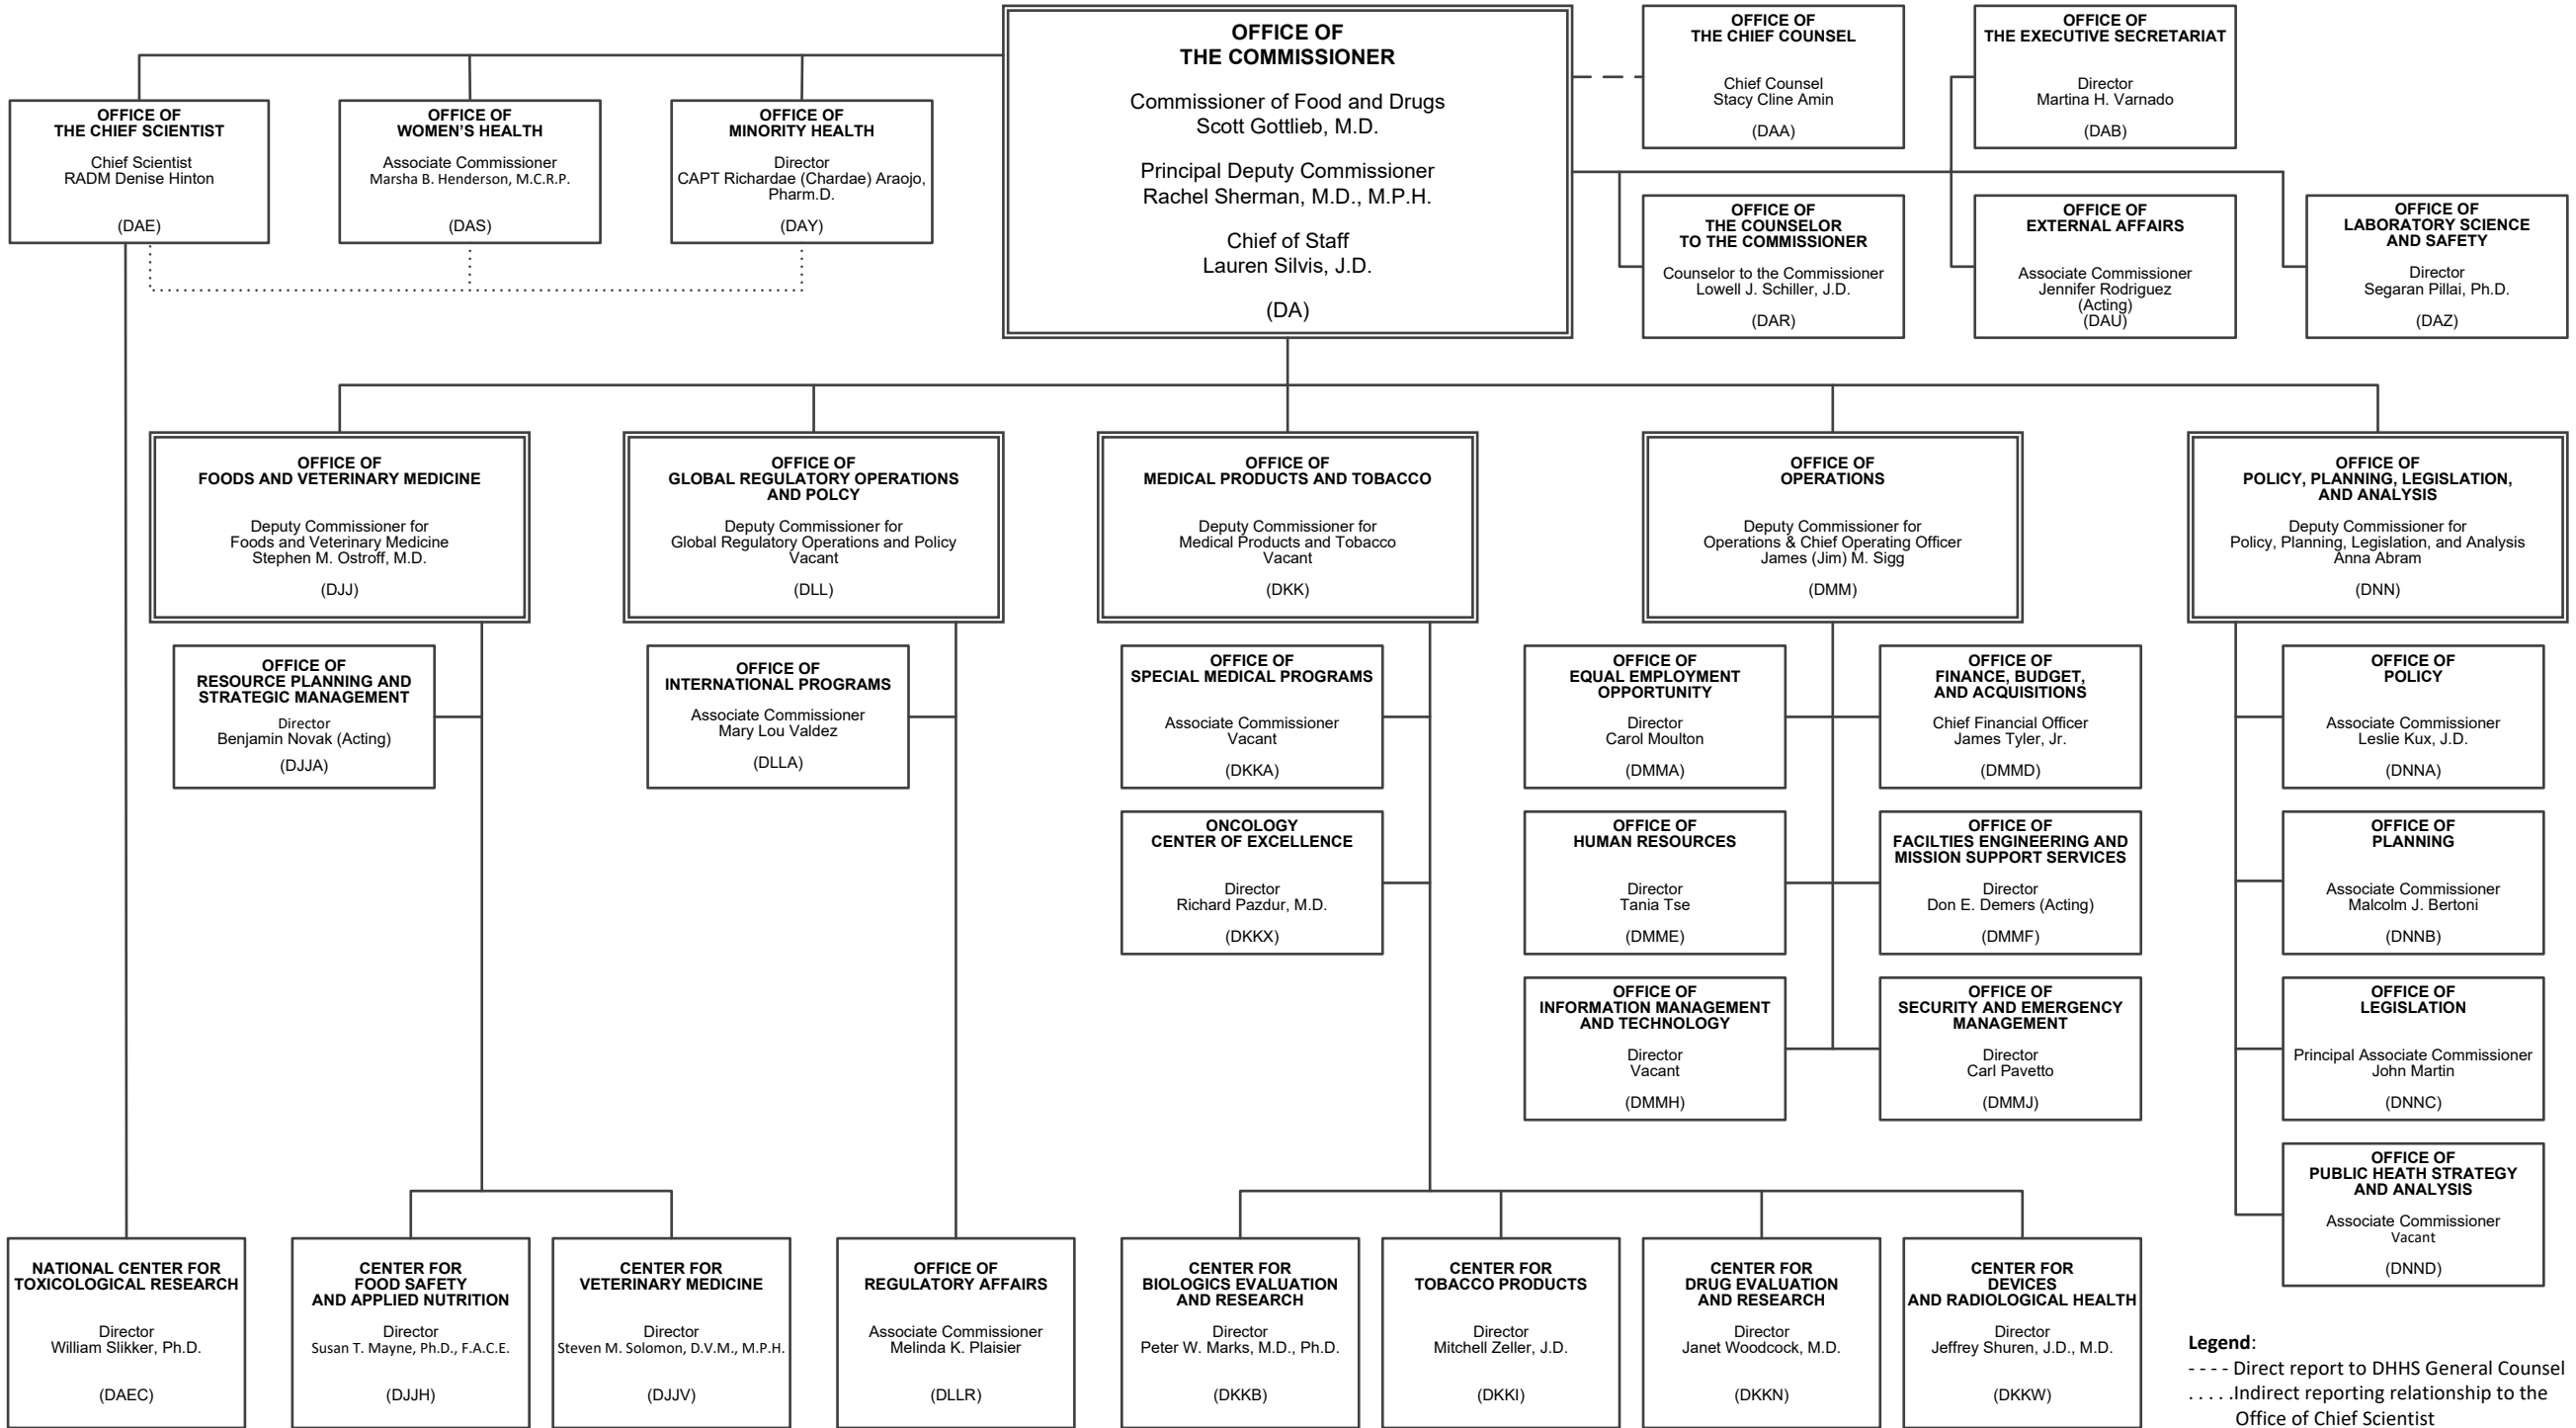 OFFICE OF
THE COMMISSIONER
Commissioner of Food and Drugs
Scott Gottlieb, M.D.
Principal Deputy Commissioner
Rachel Sherman, M.D., M.P.H.
Chief of Staff
Lauren Silvis, J.D.
(DA)
OFFICE OF
THE CHIEF COUNSEL
Chief Counsel
Stacy Cline Amin
(DAA)
OFFICE OF
THE EXECUTIVE SECRETARIAT
Director
Martina H. Varnado
(DAB)
OFFICE OF
THE CHIEF SCIENTIST
Chief Scientist
RADM Denise Hinton
(DAE)
OFFICE OF
WOMEN'S HEALTH
Associate Commissioner
Marsha B. Henderson, M.C.R.P.
(DAS)
OFFICE OF
MINORITY HEALTH
Director
CAPT Richardae (Chardae) Araojo,
Pharm.D.
(DAY)
OFFICE OF
THE COUNSELOR
TO THE COMMISSIONER
Counselor to the Commissioner
Lowell J. Schiller, J.D.
(DAR)
OFFICE OF
EXTERNAL AFFAIRS
Associate Commissioner
Jennifer Rodriguez
(Acting)
(DAU)
OFFICE OF
LABORATORY SCIENCE
AND SAFETY
Director
Segaran Pillai, Ph.D.
(DAZ)
OFFICE OF
FOODS AND VETERINARY MEDICINE
Deputy Commissioner for
Foods and Veterinary Medicine
Stephen M. Ostroff, M.D.
(DJJ)
OFFICE OF
GLOBAL REGULATORY OPERATIONS
AND POLCY
Deputy Commissioner for
Global Regulatory Operations and Policy
Vacant
(DLL)
OFFICE OF
MEDICAL PRODUCTS AND TOBACCO
Deputy Commissioner for
Medical Products and Tobacco
Vacant
(DKK)
OFFICE OF
OPERATIONS
Deputy Commissioner for
Operations & Chief Operating Officer
James (Jim) M. Sigg
(DMM)
OFFICE OF
POLICY, PLANNING, LEGISLATION,
AND ANALYSIS
Deputy Commissioner for
Policy, Planning, Legislation, and Analysis
Anna Abram
(DNN)
OFFICE OF
RESOURCE PLANNING AND
STRATEGIC MANAGEMENT
Director
Benjamin Novak (Acting)
(DJJA)
OFFICE OF
INTERNATIONAL PROGRAMS
Associate Commissioner
Mary Lou Valdez
(DLLA)
OFFICE OF
SPECIAL MEDICAL PROGRAMS
Associate Commissioner
Vacant
(DKKA)
OFFICE OF
EQUAL EMPLOYMENT
OPPORTUNITY
Director
Carol Moulton
(DMMA)
OFFICE OF
FINANCE, BUDGET,
AND ACQUISITIONS
Chief Financial Officer
James Tyler, Jr.
(DMMD)
OFFICE OF
POLICY
Associate Commissioner
Leslie Kux, J.D.
(DNNA)
ONCOLOGY
CENTER OF EXCELLENCE
Director
Richard Pazdur, M.D.
(DKKX)
OFFICE OF
HUMAN RESOURCES
Director
Tania Tse
(DMME)
OFFICE OF
FACILTIES ENGINEERING AND
MISSION SUPPORT SERVICES
Director
Don E. Demers (Acting)
(DMMF)
OFFICE OF
PLANNING
Associate Commissioner
Malcolm J. Bertoni
(DNNB)
OFFICE OF
INFORMATION MANAGEMENT
AND TECHNOLOGY
Director
Vacant
(DMMH)
OFFICE OF
SECURITY AND EMERGENCY
MANAGEMENT
Director
Carl Pavetto
(DMMJ)
OFFICE OF
LEGISLATION
Principal Associate Commissioner
John Martin
(DNNC)
OFFICE OF
PUBLIC HEATH STRATEGY
AND ANALYSIS
Associate Commissioner
Vacant
(DNND)
NATIONAL CENTER FOR
TOXICOLOGICAL RESEARCH
Director
William Slikker, Ph.D.
(DAEC)
CENTER FOR
FOOD SAFETY
AND APPLIED NUTRITION
Director
Susan T. Mayne, Ph.D., F.A.C.E.
(DJJH)
CENTER FOR
VETERINARY MEDICINE
Director
Steven M. Solomon, D.V.M., M.P.H.
(DJJV)
OFFICE OF
REGULATORY AFFAIRS
Associate Commissioner
Melinda K. Plaisier
(DLLR)
CENTER FOR
BIOLOGICS EVALUATION
AND RESEARCH
Director
Peter W. Marks, M.D., Ph.D.
(DKKB)
CENTER FOR
TOBACCO PRODUCTS
Director
Mitchell Zeller, J.D.
(DKKI)
CENTER FOR
DRUG EVALUATION
AND RESEARCH
Director
Janet Woodcock, M.D.
(DKKN)
CENTER FOR
DEVICES
AND RADIOLOGICAL HEALTH
Director
Jeffrey Shuren, J.D., M.D.
(DKKW)
Legend:
- - - - Direct report to DHHS General Counsel
. . . . .Indirect reporting relationship to the
Office of Chief Scientist